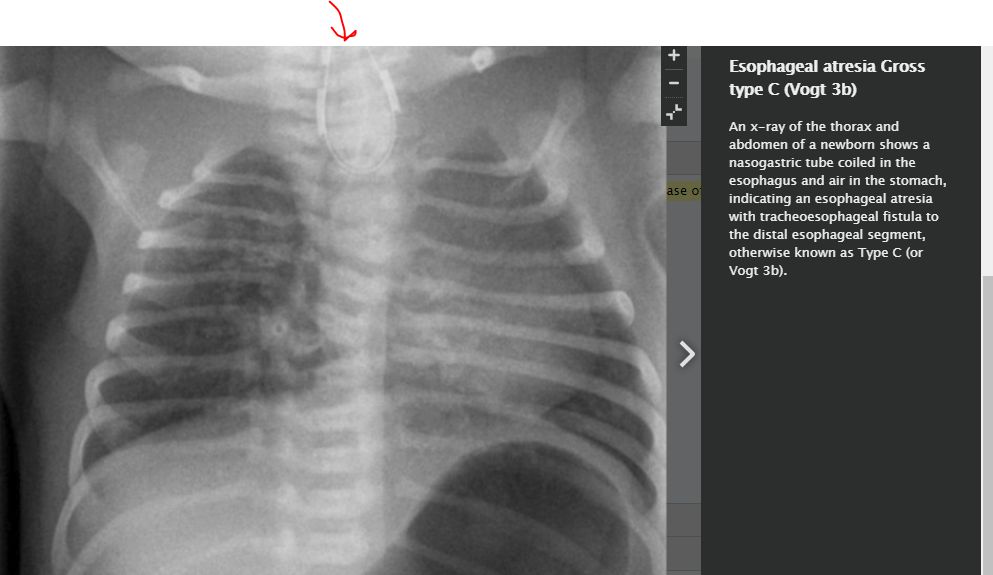 Esophageal atresia Gross
type C (Vogt 3b)
An x-ray of the thorax and
abdomen of a newborn shows a
nasogastric tube coiled in the
esophagus and air in the stomach,
indicating an esophageal atresia
with tracheoesophageal fistula to
the distal esophageal segment,
otherwise known as Type C (or
Vogt 3b).
ase o